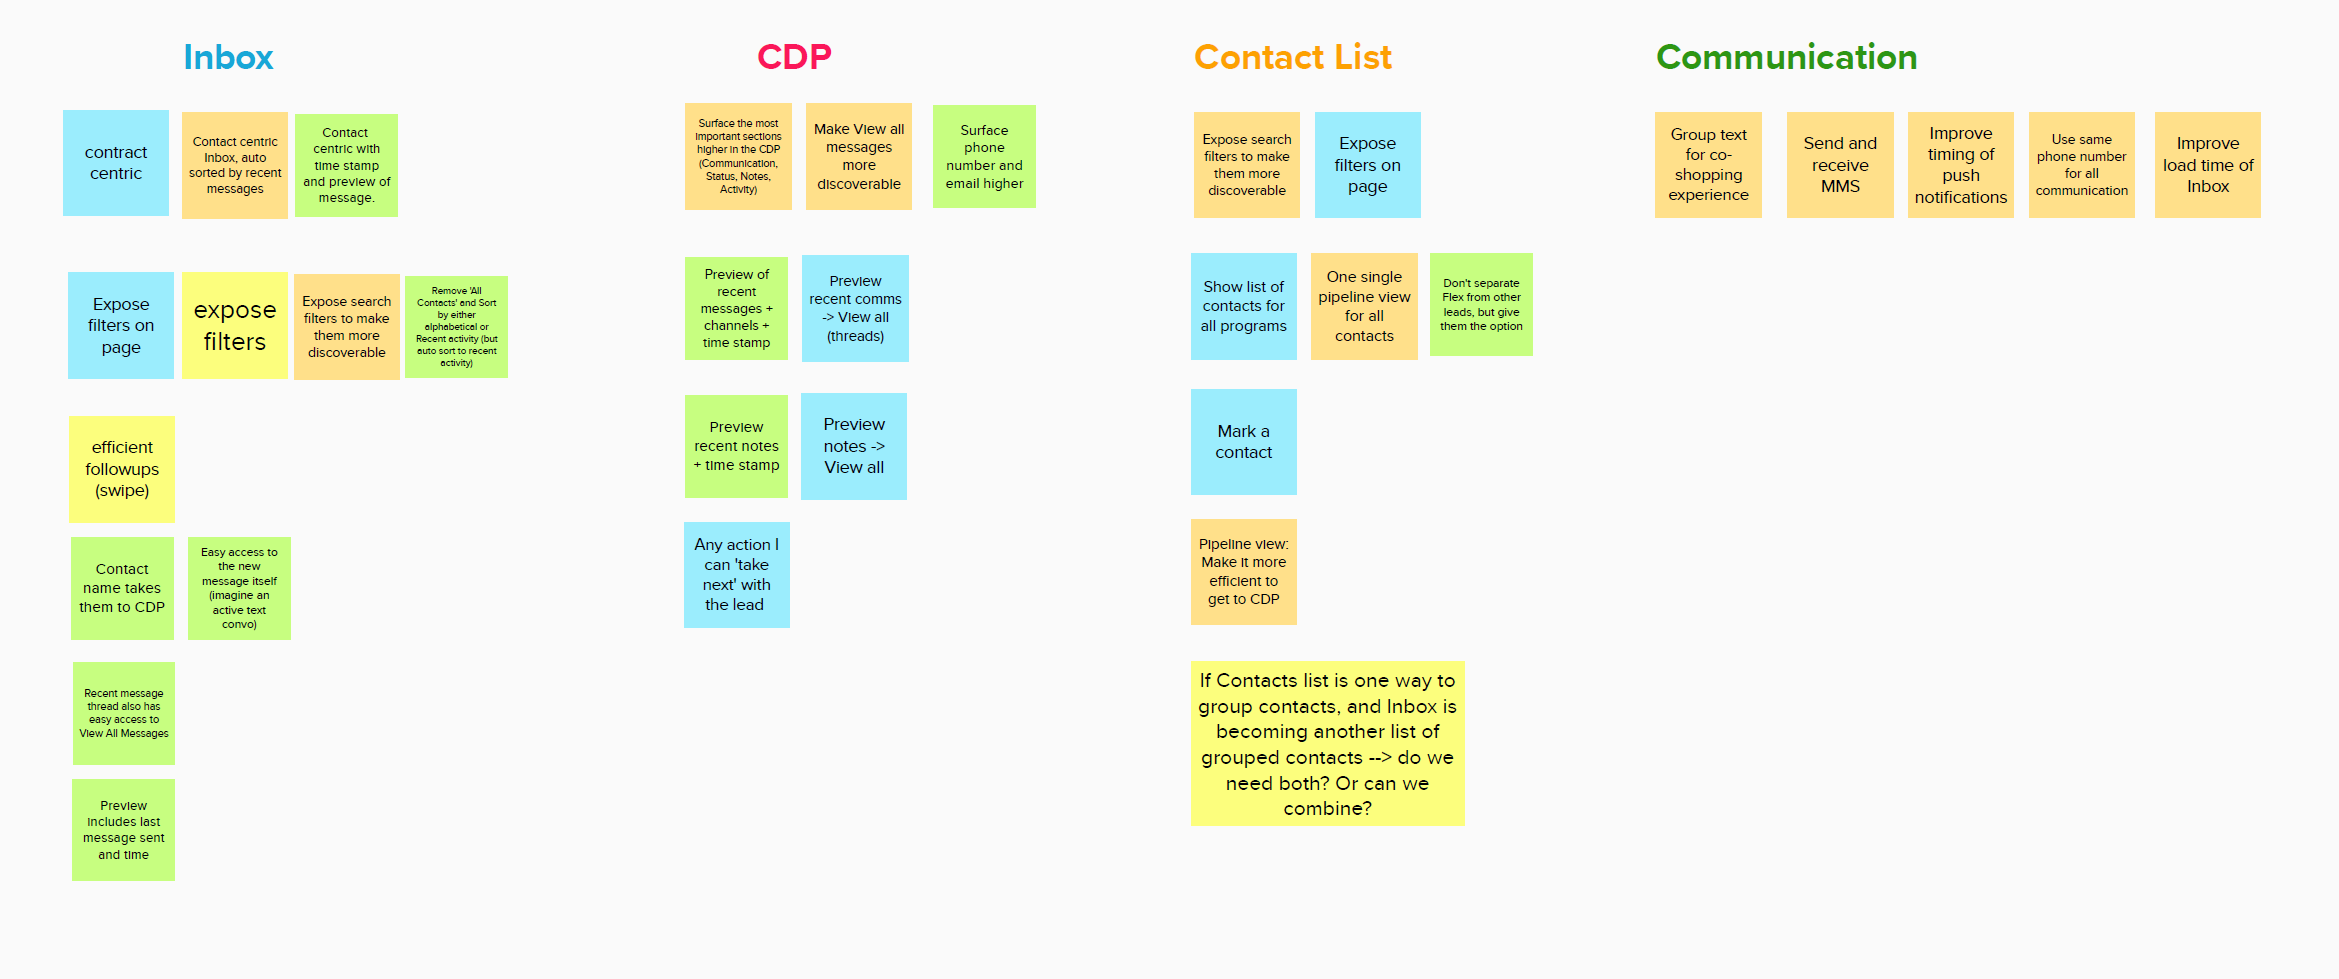 Inbox
contract
centric
Contact centric
Inbox, auto
sorted by recent
messages
Contact
centric with
time stamp
and preview of
message.
Expose
filters on
page
expose
filters
Expose search
filters to make
them more
discoverable
Remove 'All
Contacts' and Sort
by either
alphabetical or
Recent activity (but
auto sort to recent
activity)
efficient
followups
(swipe)
Contact
name takes
them to CDP
Easy access to
the new
message itself
(imagine an
active text
convo)
Recent message
thread also has
easy access to
View All Messages
Preview
includes last
message sent
and time
CDP
Surface the most
important sections
higher in the CDP
(Communication,
Status, Notes,
Activity)
Make View all
messages
more
discoverable
Surface
phone
number and
email higher
Preview of
recent
messages +
channels +
time stamp
Preview
recent comms
-> View all
(threads)
Preview
recent notes
+ time stamp
Preview
notes ->
View all
Any action I
can 'take
next' with
the lead
Contact List
Expose search
filters to make
them more
discoverable
Expose
filters on
page
Show list of
contacts for
all programs
One single
pipeline view
for all
contacts
Don't separate
Flex from other
leads, but give
them the option
Mark a
contact
Pipeline view:
Make it more
efficient to
get to CDP
If Contacts list is one way to
group contacts, and Inbox is
becoming another list of
grouped contacts --> do we
need both? Or can we
combine?
Communication
Group text
for co-
shopping
experience
Send and
receive
MMS
Improve
timing of
push
notifications
Use same
phone number
for all
communication
Improve
load time of
Inbox